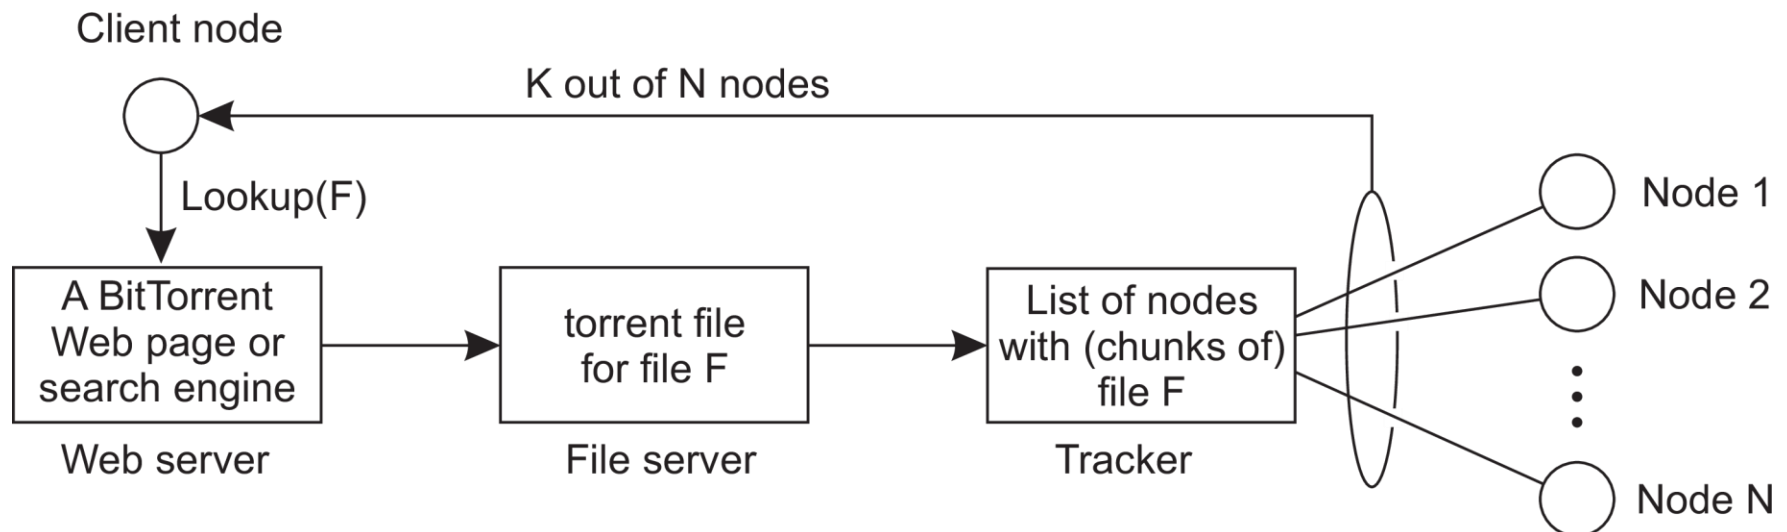 Client node
K out of N nodes
Lookup(F)
A BitTorrent
Web page or
search engine
Web server
torrent file
for file F
File server
List of nodes
with (chunks of)
file F
Tracker
Node 1
Node 2
Node N